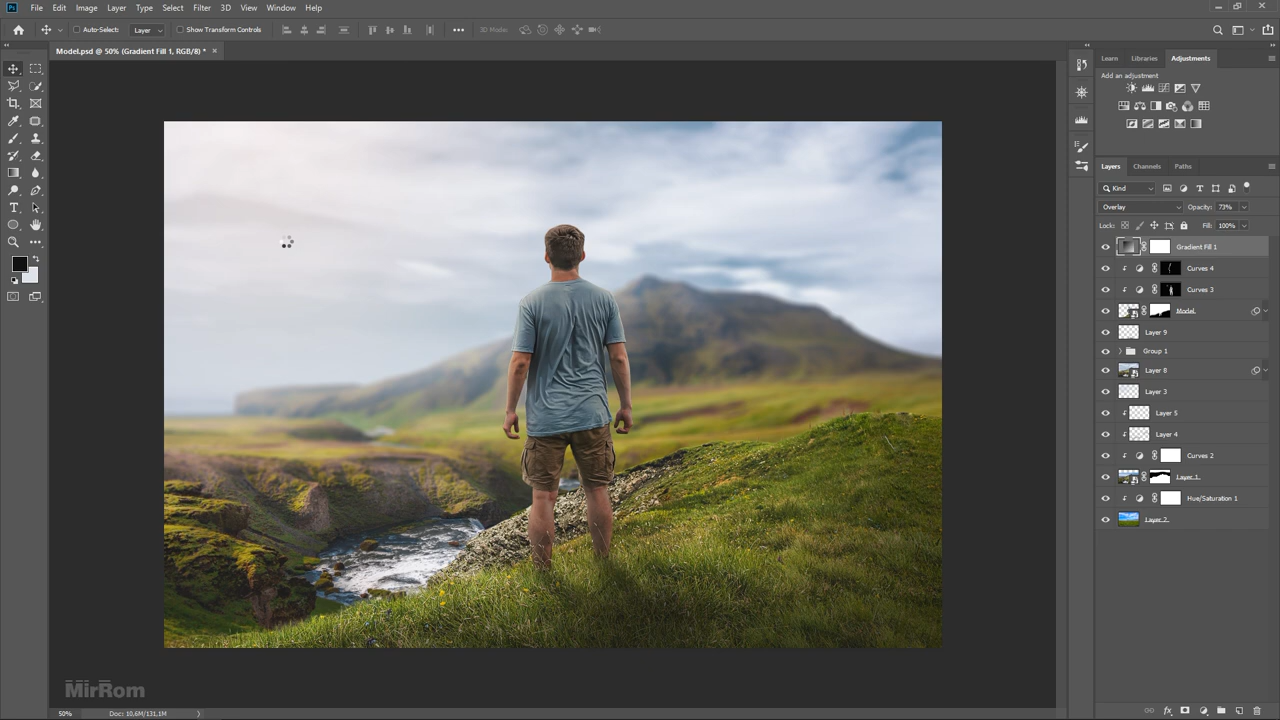 Ps File Edit Image Layer Type Select Filter 3D View Window Help
Auto-Select: Layer Show Transform Controls 3D Mode:
Model.psd @ 50% (Gradient Fill 1, RGB/8) *
Learn Libraries Adjustments
Add an adjustment
Layers Channels Paths
Kind
Overlay Opacity: 73%
Lock: Fill: 100%
Gradient Fill 1
Curves 4
Curves 3
Model
Layer 9
Group 1
Layer 8
Layer 3
Layer 5
Layer 4
Curves 2
Layer 1
Hue/Saturation 1
Layer 2
MirRom
50% Doc: 10,6M/131,1M